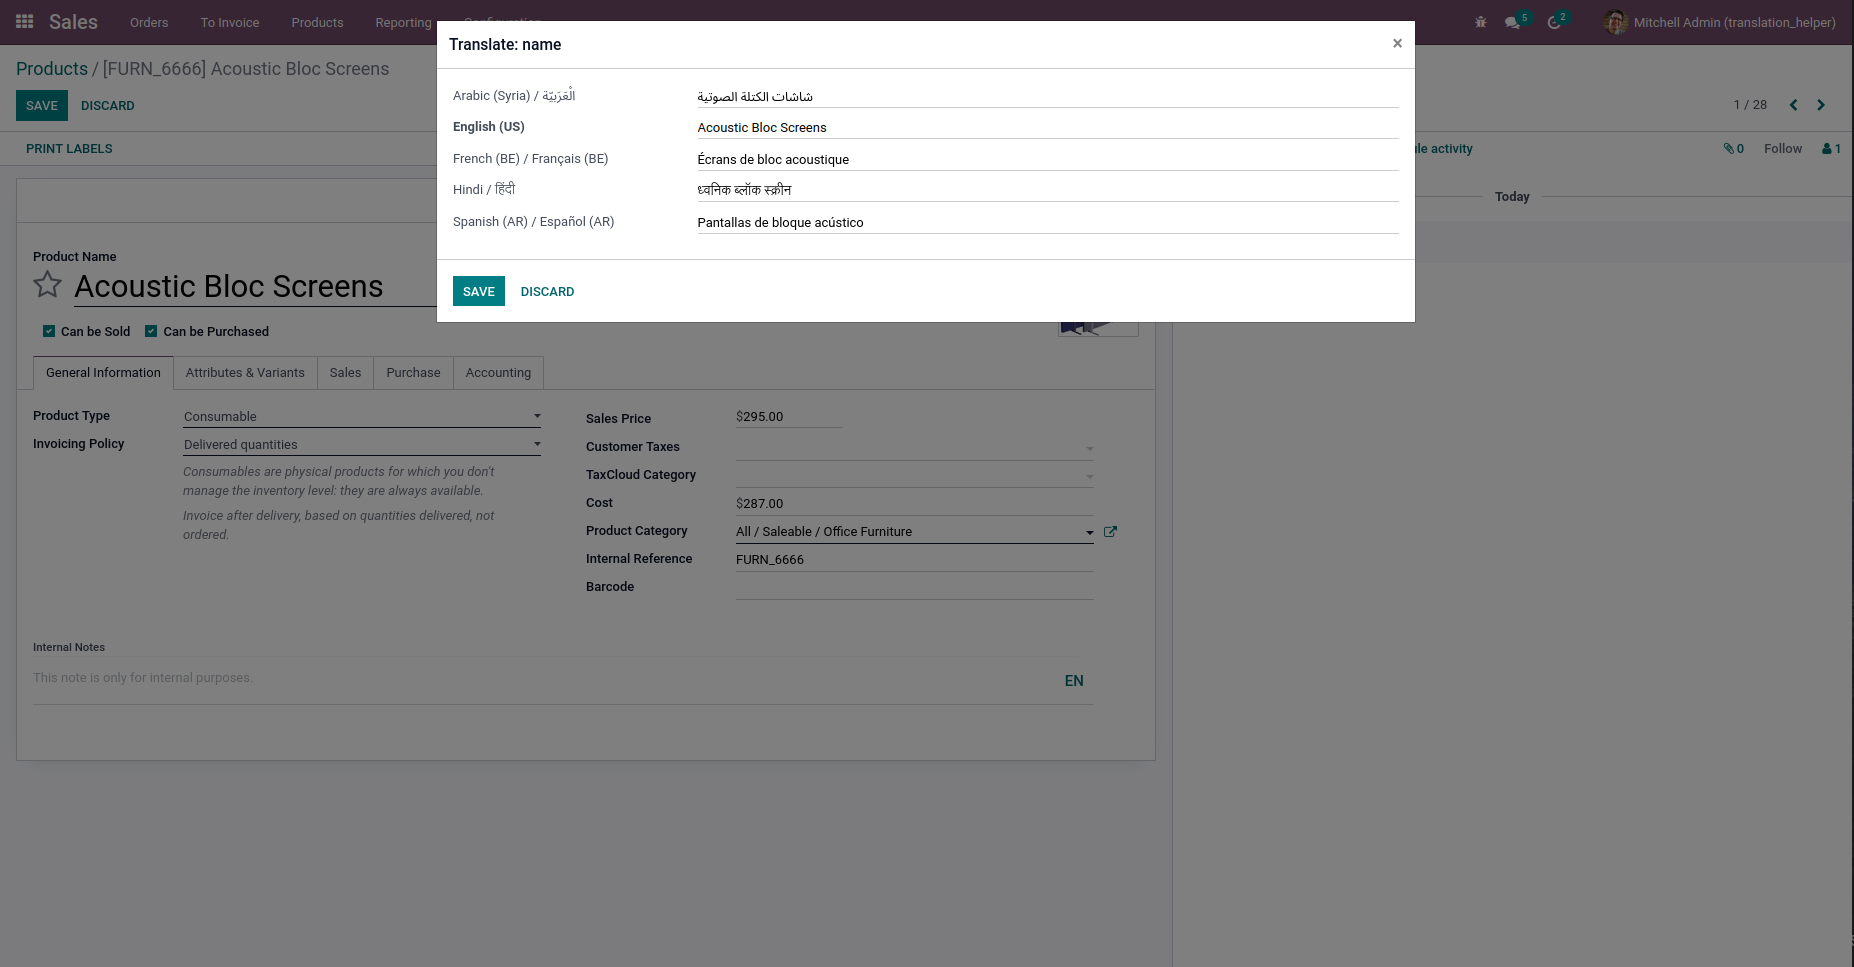 Sales Orders To Invoice Products Reporting Configuration 5 2 Mitchell Admin (translation_helper)
Translate: name ×
Products / [FURN_6666] Acoustic Bloc Screens
SAVE DISCARD
1 / 28
PRINT LABELS
activity 0 Follow 1
Today
Arabic (Syria) / الْعَرَبيّة شاشات الكتلة الصوتية
English (US) Acoustic Bloc Screens
French (BE) / Français (BE) Écrans de bloc acoustique
Hindi / हिंदी ध्वनिक ब्लॉक स्क्रीन
Spanish (AR) / Español (AR) Pantallas de bloque acústico
SAVE DISCARD
Product Name
Acoustic Bloc Screens
Can be Sold Can be Purchased
General Information Attributes & Variants Sales Purchase Accounting
Product Type Consumable
Invoicing Policy Delivered quantities
Consumables are physical products for which you don't
manage the inventory level: they are always available.
Invoice after delivery, based on quantities delivered, not
ordered.
Sales Price $295.00
Customer Taxes
TaxCloud Category
Cost $287.00
Product Category All / Saleable / Office Furniture
Internal Reference FURN_6666
Barcode
Internal Notes
This note is only for internal purposes.
EN